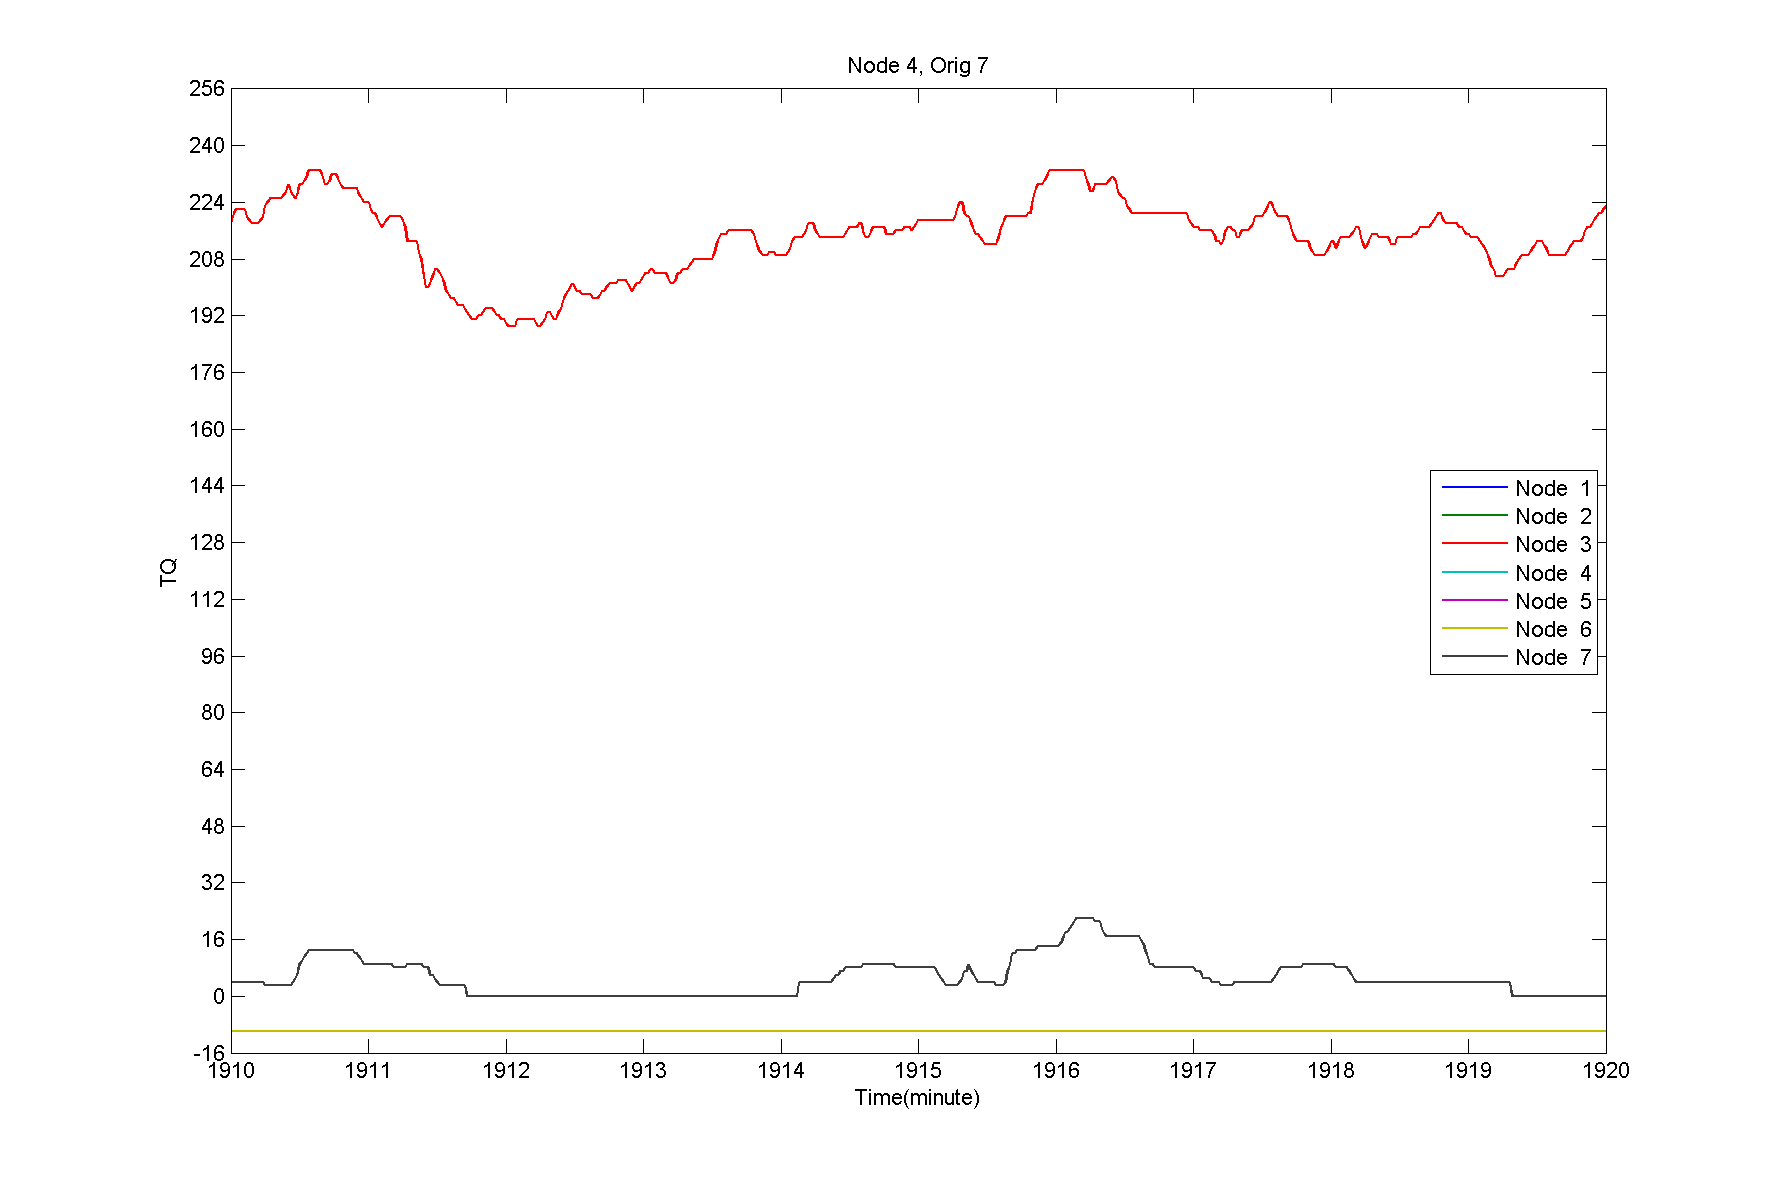 Node 4, Orig 7
256
240
224
208
192
176
160
144
128
112
96
80
64
48
32
16
0
-16
TQ
Node 1
Node 2
Node 3
Node 4
Node 5
Node 6
Node 7
1910 1911 1912 1913 1914 1915 1916 1917 1918 1919 1920
Time(minute)